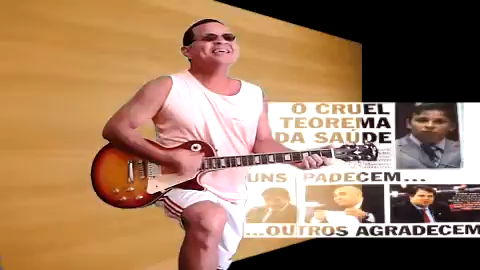 O CRUEL
TEOREMA
DA SAÚDE
UNS PADECEM...
...OUTROS AGRADECEM